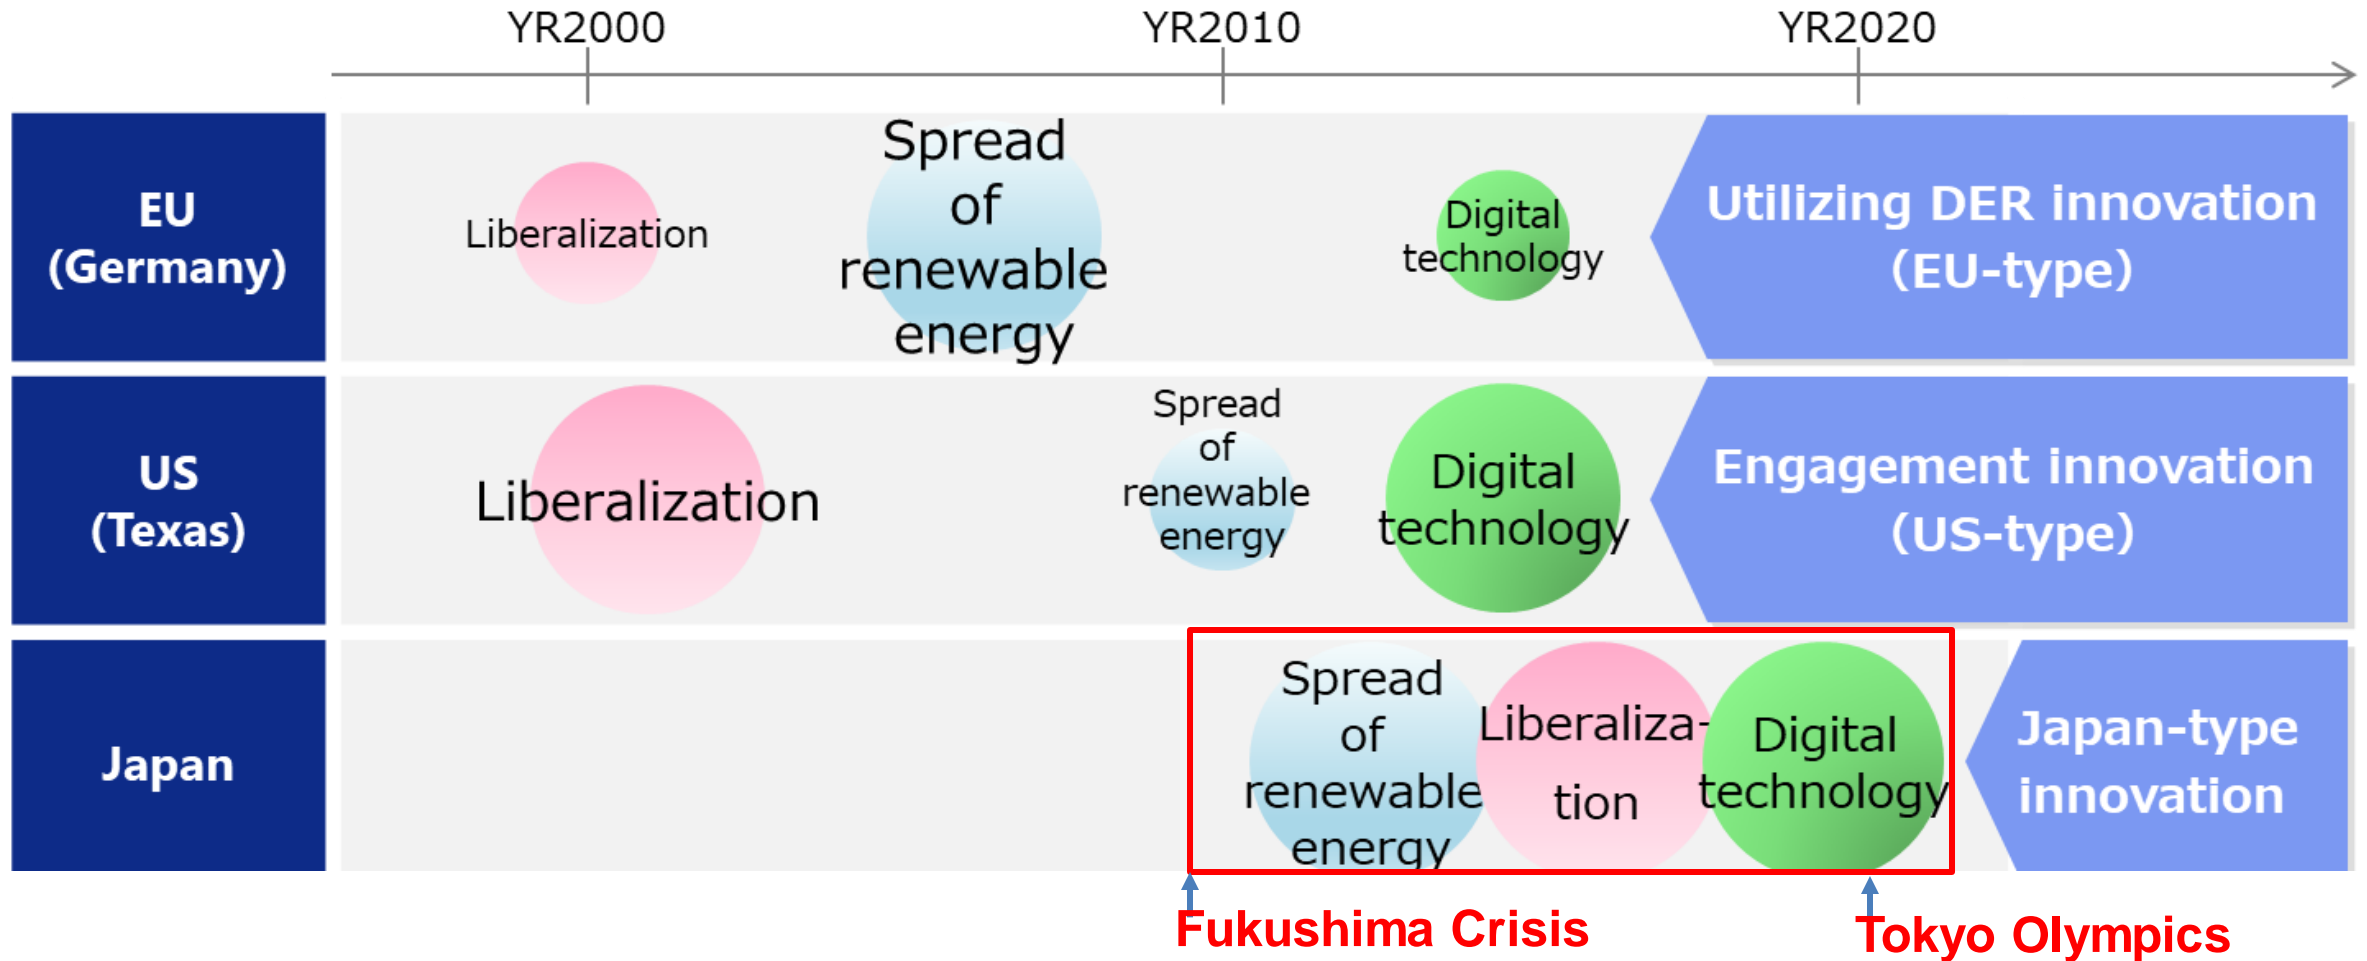 YR2000 YR2010 YR2020
EU
(Germany)
Liberalization
Spread
of
renewable
energy
Digital
technology
Utilizing DER innovation
(EU-type)
US
(Texas)
Liberalization
Spread
of
renewable
energy
Digital
technology
Engagement innovation
(US-type)
Japan
Spread
of
renewable
energy
Liberaliza-
tion
Digital
technology
Japan-type
innovation
Fukushima Crisis
Tokyo Olympics